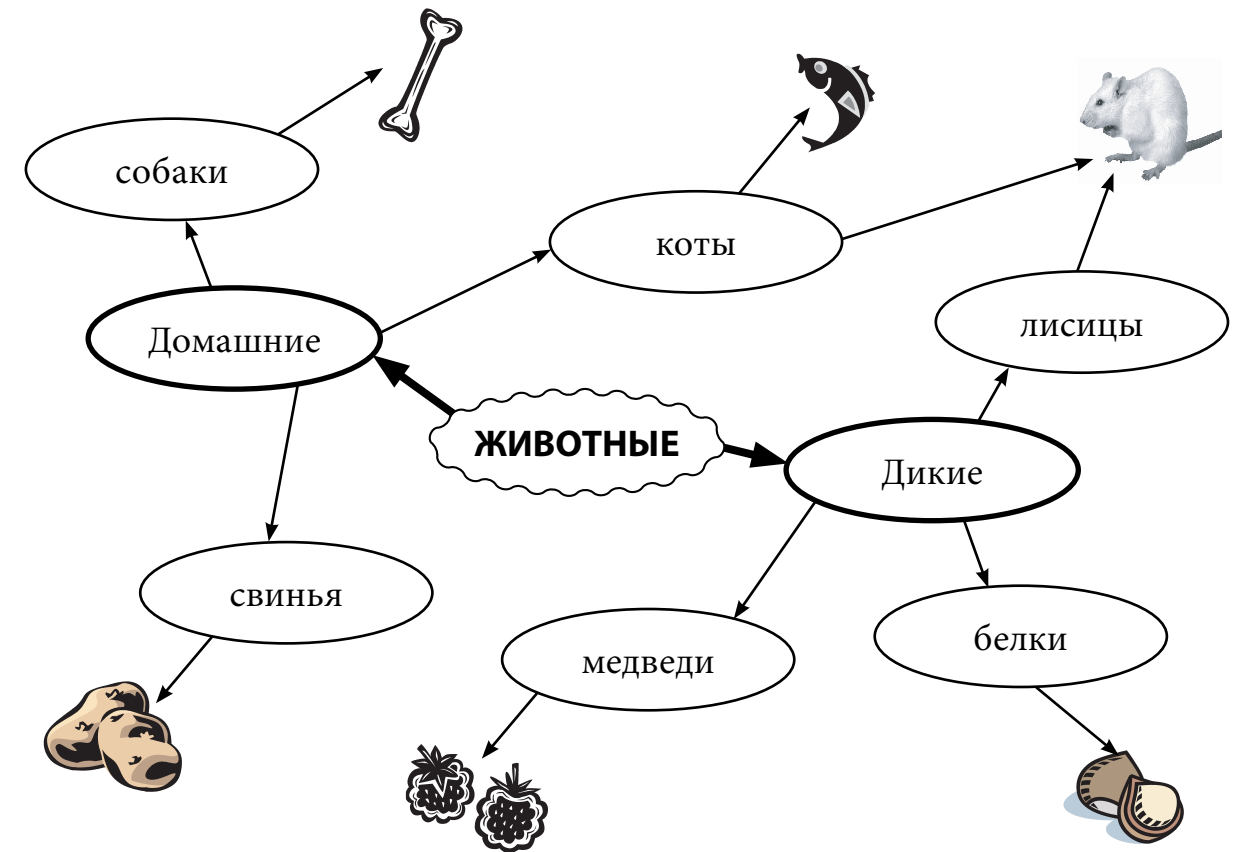 собаки
коты
Домашние
лисицы
ЖИВОТНЫЕ
Дикие
свинья
медведи
белки